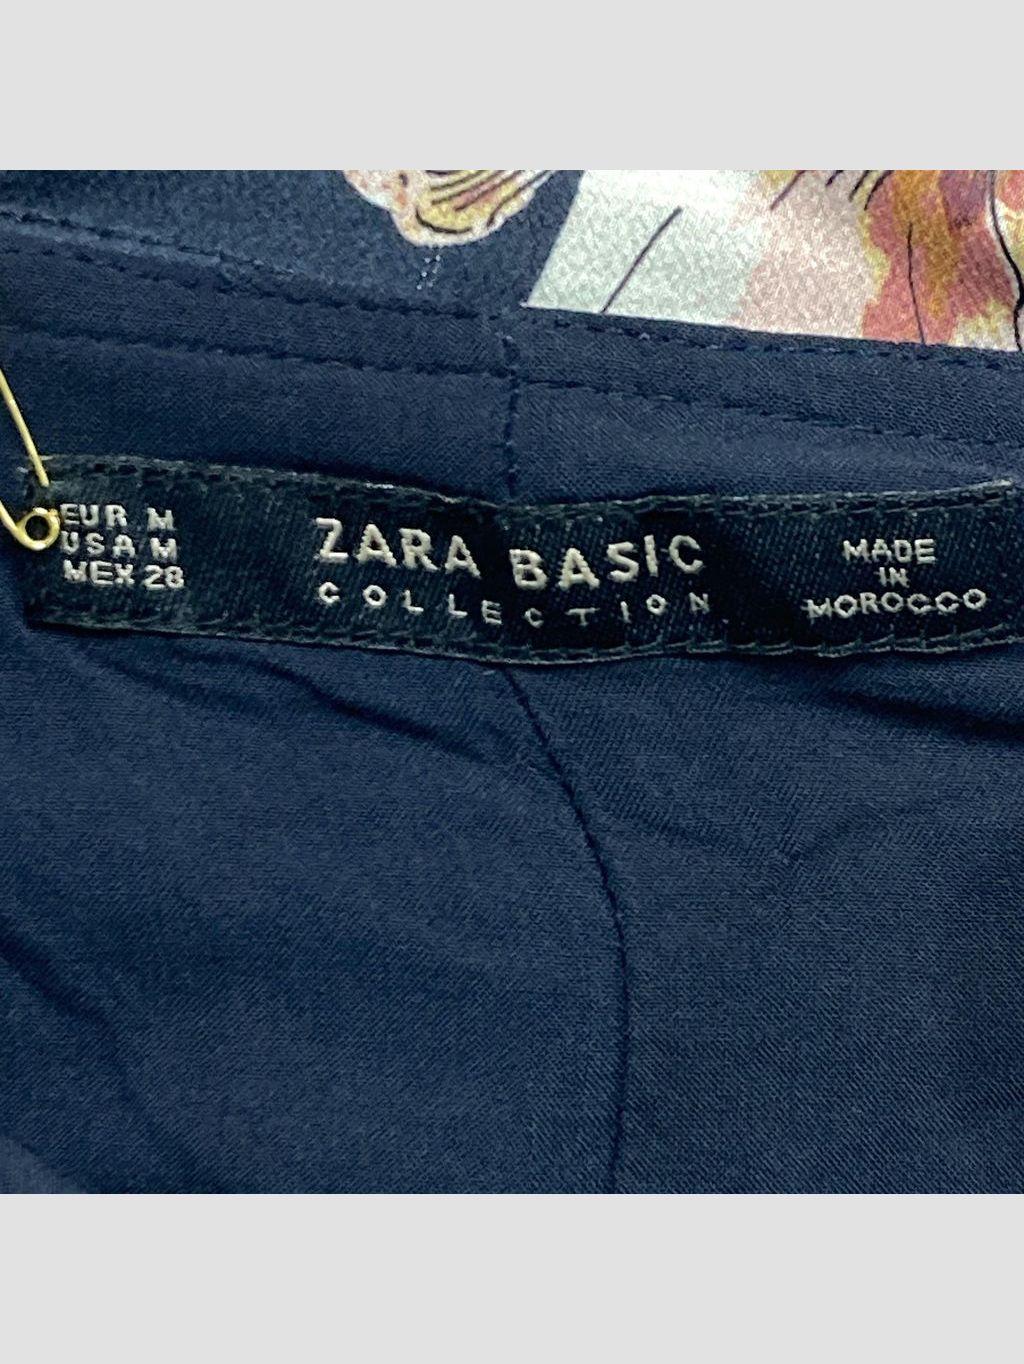 EUR M
USA M
MEX 28
ZARA BASIC
COLLECTION
MADE
IN
MOROCCO